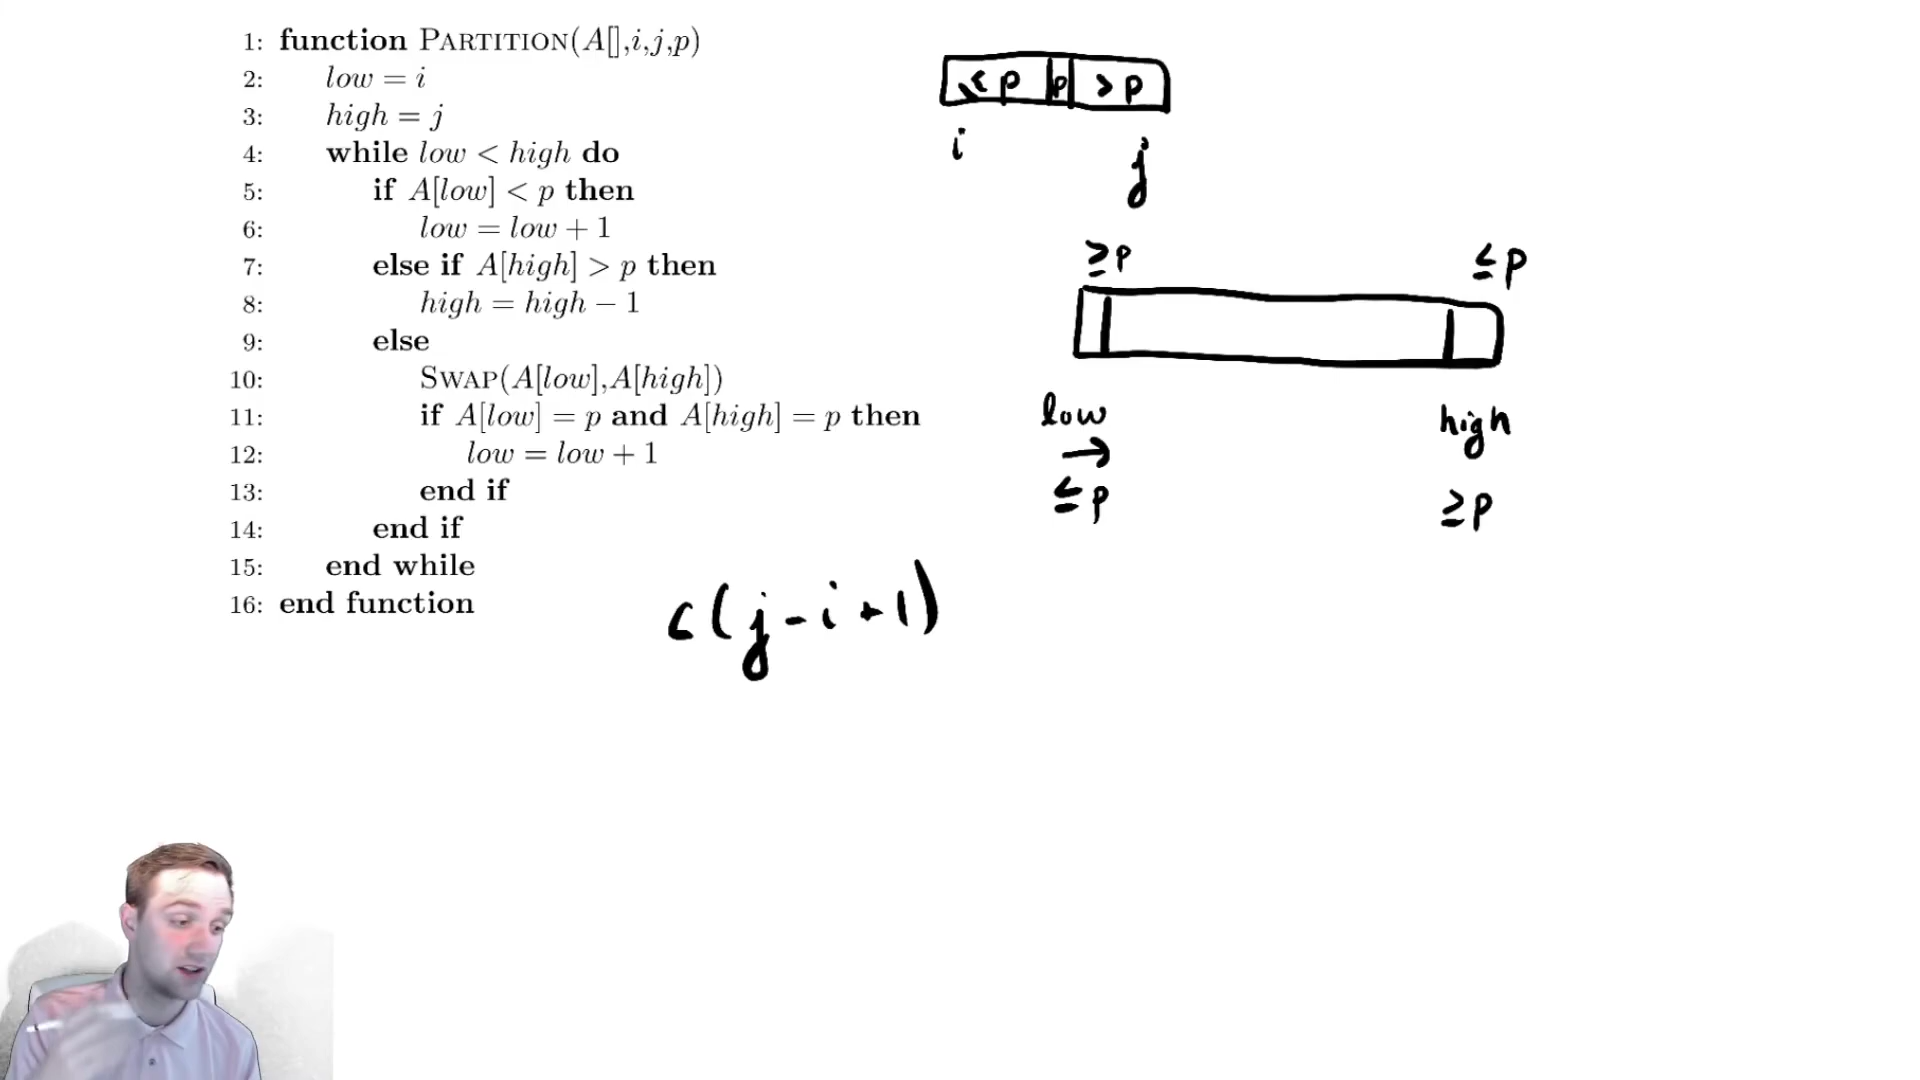 1: function PARTITION(A[],i,j,p)
2: low = i
3: high = j
4: while low < high do
5: if A[low] < p then
6: low = low + 1
7: else if A[high] > p then
8: high = high − 1
9: else
10: SWAP(A[low],A[high])
11: if A[low] = p and A[high] = p then
12: low = low + 1
13: end if
14: end if
15: end while
16: end function
c(j-i+1)
< p p > p
i j
≥p ≤p
low high
→
≤p ≥p